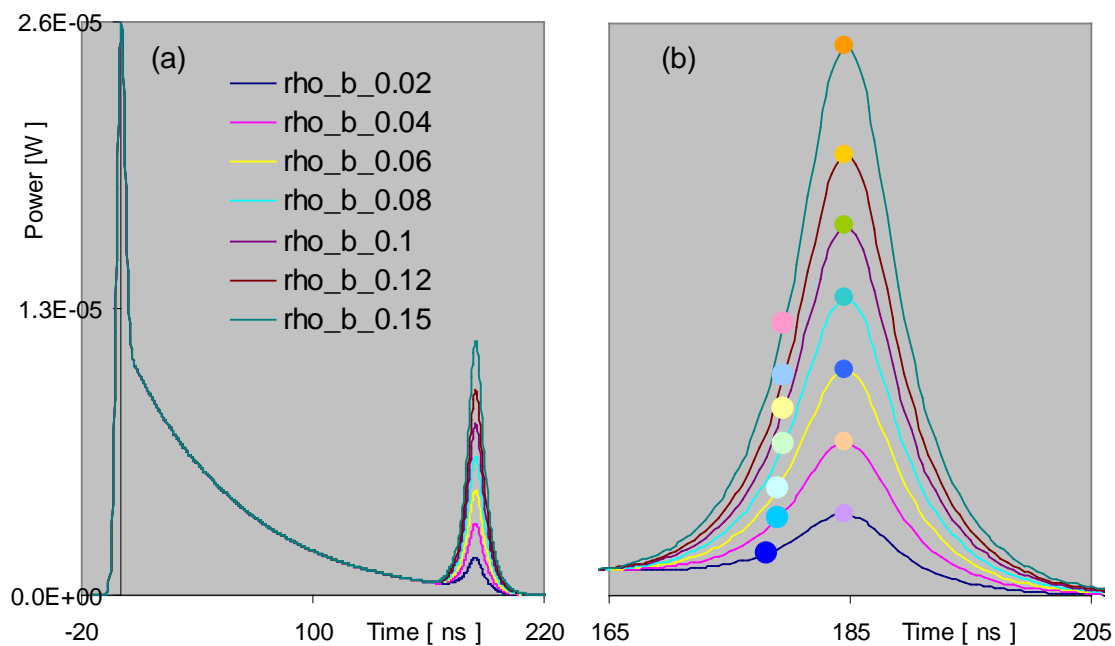 2.6E-05
(a)
(b)
rho_b_0.02
rho_b_0.04
rho_b_0.06
rho_b_0.08
rho_b_0.1
rho_b_0.12
rho_b_0.15
Power [W ]
1.3E-05
0.0E+00
-20
100
Time [ ns ]
220
165
185
Time [ ns ]
205